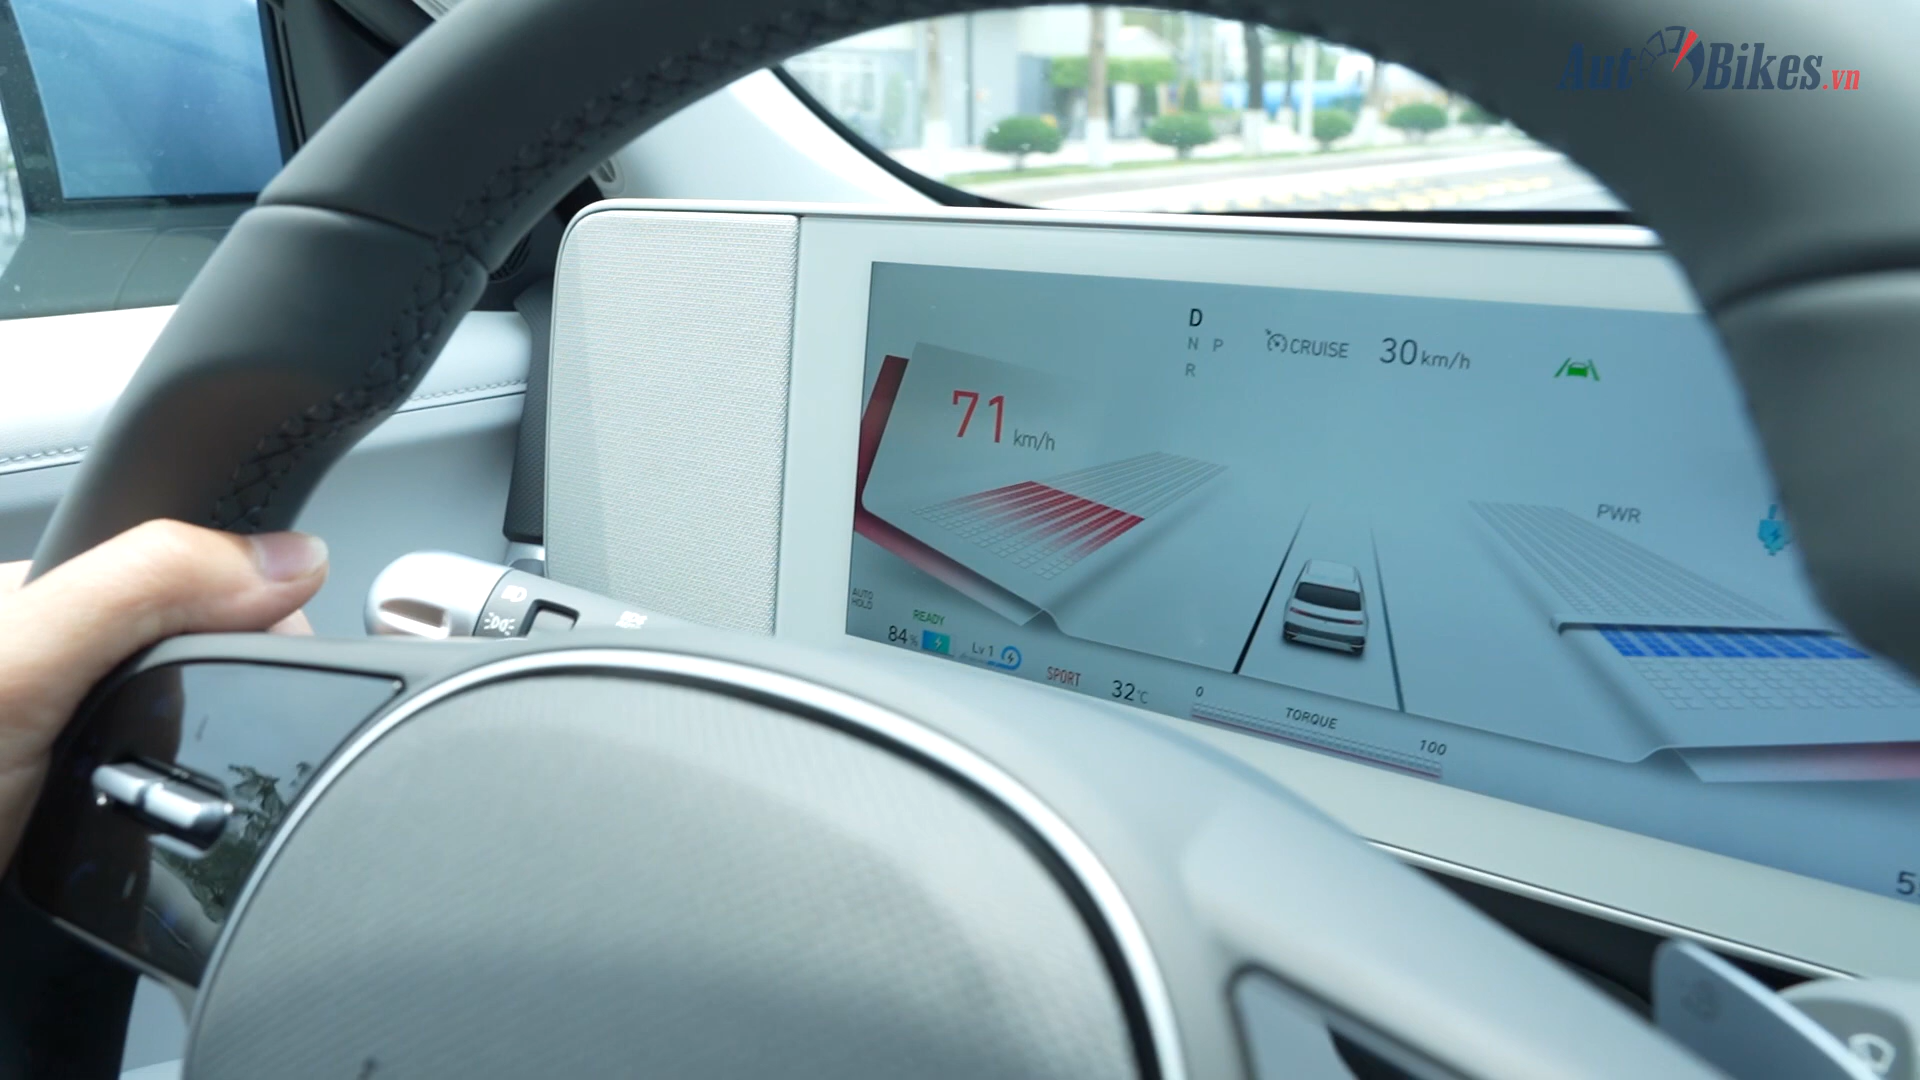 AutoBikes.vn
D
N P
R
CRUISE 30 km/h
71 km/h
PWR
AUTO
HOLD
READY
84%
Lv 1
SPORT
32°C
0 TORQUE 100